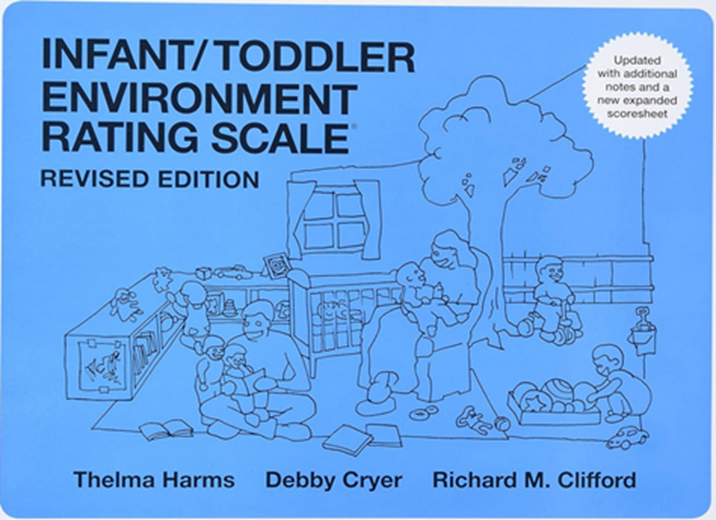 INFANT/TODDLER
ENVIRONMENT
RATING SCALE®
REVISED EDITION
Updated
with additional
notes and a
new expanded
scoresheet
Thelma Harms Debby Cryer Richard M. Clifford